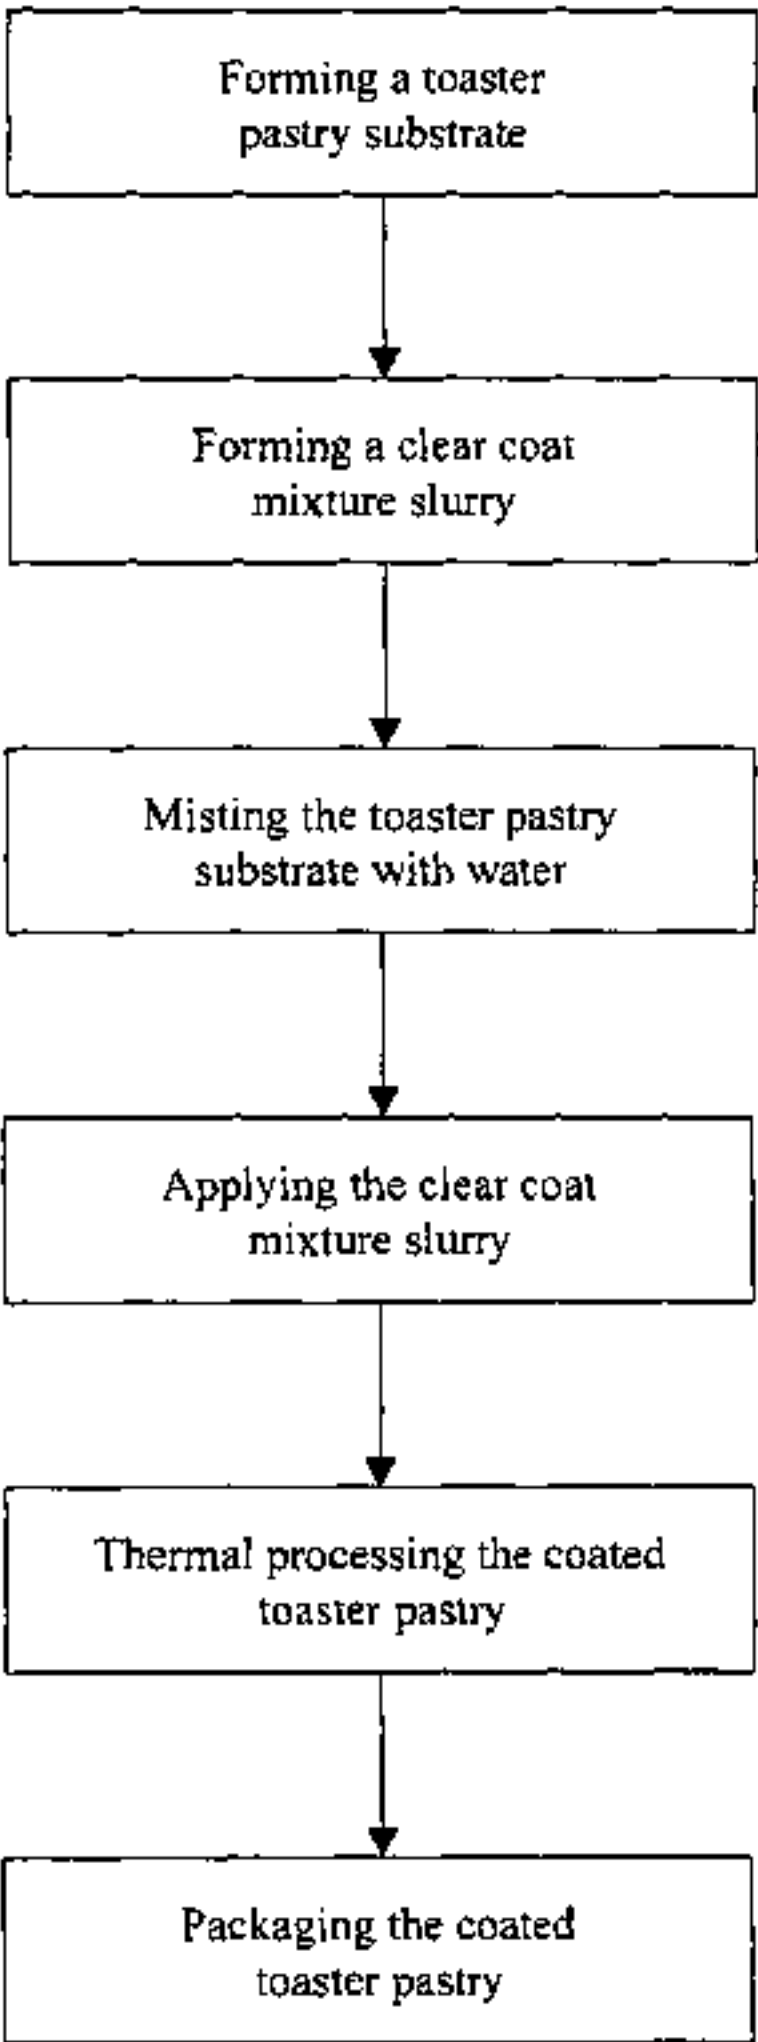 Forming a toaster
pastry substrate
Forming a clear coat
mixture slurry
Misting the toaster pastry
substrate with water
Applying the clear coat
mixture slurry
Thermal processing the coated
toaster pastry
Packaging the coated
toaster pastry